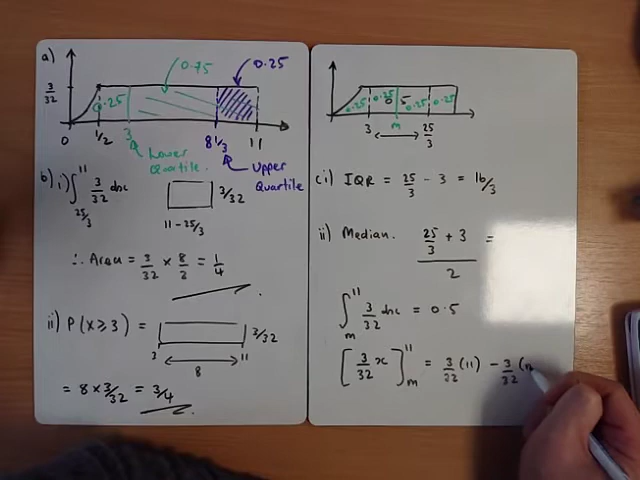 a)
0.75
0.25
3/32
0.25
0
1/2
3
8 1/3
11
Lower Quartile.
Upper Quartile
b) i) ∫_{25/3}^{11} 3/32 dx
3/32
11 - 25/3
∴ Area = 3/32 × 8/3 = 1/4
ii) P(X ≥ 3) =
3/32
3
8
11
= 8 × 3/32 = 3/4
0.25
0.25
0.5
0.25
0.25
3
m
25/3
c i) IQR = 25/3 - 3 = 16/3
ii) Median. (25/3 + 3)/2 =
∫_m^{11} 3/32 dx = 0.5
[3/32 x]_m^{11} = 3/32 (11) - 3/32 (m